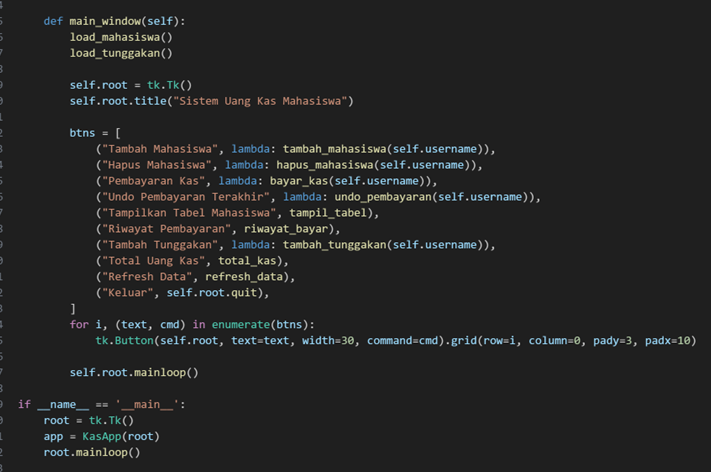 def main_window(self):
load_mahasiswa()
load_tunggakan()
self.root = tk.Tk()
self.root.title("Sistem Uang Kas Mahasiswa")
btns = [
("Tambah Mahasiswa", lambda: tambah_mahasiswa(self.username)),
("Hapus Mahasiswa", lambda: hapus_mahasiswa(self.username)),
("Pembayaran Kas", lambda: bayar_kas(self.username)),
("Undo Pembayaran Terakhir", lambda: undo_pembayaran(self.username)),
("Tampilkan Tabel Mahasiswa", tampil_tabel),
("Riwayat Pembayaran", riwayat_bayar),
("Tambah Tunggakan", lambda: tambah_tunggakan(self.username)),
("Total Uang Kas", total_kas),
("Refresh Data", refresh_data),
("Keluar", self.root.quit),
]
for i, (text, cmd) in enumerate(btns):
tk.Button(self.root, text=text, width=30, command=cmd).grid(row=i, column=0, pady=3, padx=10)
self.root.mainloop()
if __name__ == '__main__':
root = tk.Tk()
app = KasApp(root)
root.mainloop()